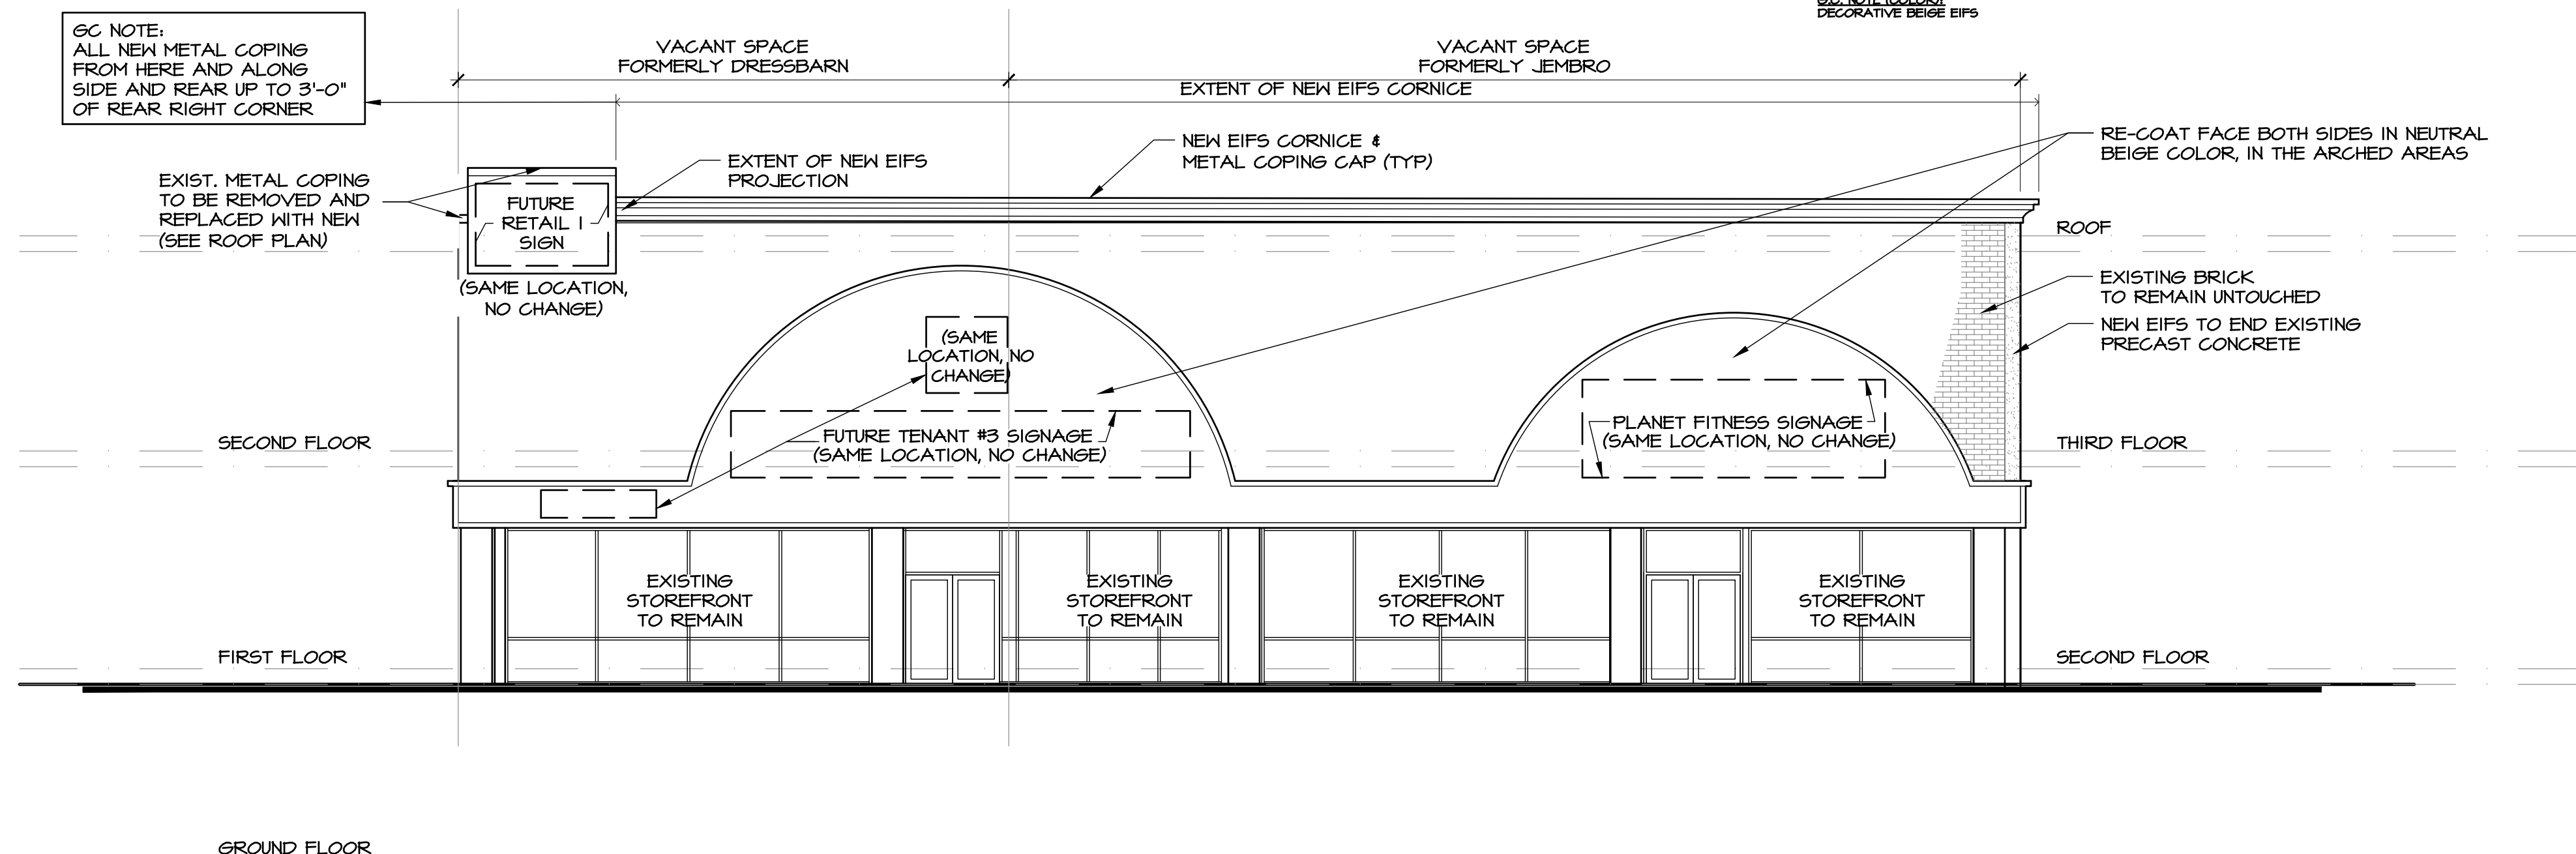 DECORATIVE BEIGE EIFS
GC NOTE:
ALL NEW METAL COPING
FROM HERE AND ALONG
SIDE AND REAR UP TO 3'-0"
OF REAR RIGHT CORNER
VACANT SPACE
FORMERLY DRESSBARN
VACANT SPACE
FORMERLY JEMBRO
EXTENT OF NEW EIFS CORNICE
NEW EIFS CORNICE &
METAL COPING CAP (TYP)
RE-COAT FACE BOTH SIDES IN NEUTRAL
BEIGE COLOR, IN THE ARCHED AREAS
EXTENT OF NEW EIFS
PROJECTION
EXIST. METAL COPING
TO BE REMOVED AND
REPLACED WITH NEW
(SEE ROOF PLAN)
FUTURE
RETAIL 1
SIGN
(SAME LOCATION,
NO CHANGE)
ROOF
EXISTING BRICK
TO REMAIN UNTOUCHED
NEW EIFS TO END EXISTING
PRECAST CONCRETE
(SAME
LOCATION, NO
CHANGE)
FUTURE TENANT #3 SIGNAGE
(SAME LOCATION, NO CHANGE)
PLANET FITNESS SIGNAGE
(SAME LOCATION, NO CHANGE)
SECOND FLOOR
THIRD FLOOR
EXISTING
STOREFRONT
TO REMAIN
EXISTING
STOREFRONT
TO REMAIN
EXISTING
STOREFRONT
TO REMAIN
EXISTING
STOREFRONT
TO REMAIN
FIRST FLOOR
SECOND FLOOR
GROUND FLOOR